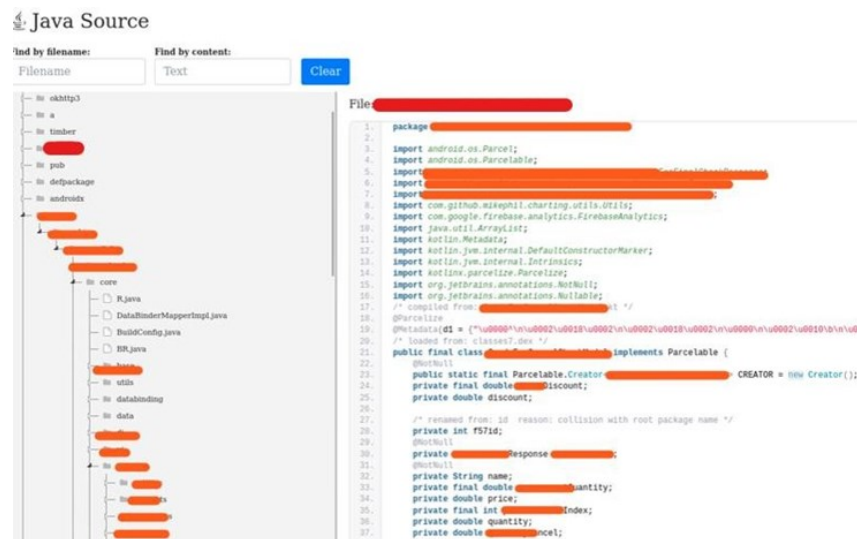 Java Source
Find by filename:
Find by content:
Filename
Text
Clear
okhttp3
a
timber
pub
defpackage
androidx
core
R.java
DataBinderMapperImpl.java
BuildConfig.java
BR.java
utils
databinding
data
File:
1. package
2.
3. import android.os.Parcel;
4. import android.os.Parcelable;
5. import
6. import
7. import ;
8. import com.github.mikephil.charting.utils.Utils;
9. import com.google.firebase.analytics.FirebaseAnalytics;
10. import java.util.ArrayList;
11. import kotlin.Metadata;
12. import kotlin.jvm.internal.DefaultConstructorMarker;
13. import kotlin.jvm.internal.Intrinsics;
14. import kotlinx.parcelize.Parcelize;
15. import org.jetbrains.annotations.NotNull;
16. import org.jetbrains.annotations.Nullable;
17. /* compiled from: */
18. @Parcelize
19. @Metadata(d1 = {"\u0000^\n\u0002\u0018\u0002\n\u0002\u0018\u0002\n\u0000\n\u0002\u0010\b\n\u0
20. /* loaded from: classes7.dex */
21. public final class implements Parcelable {
22. @NotNull
23. public static final Parcelable.Creator< > CREATOR = new Creator();
24. private final double Discount;
25. private double discount;
26.
27. /* renamed from: id reason: collision with root package name */
28. private int f57id;
29. @NotNull
30. private Response ;
31. @NotNull
32. private String name;
33. private final double uantity;
34. private double price;
35. private final int Index;
36. private double quantity;
37. private double ncel;